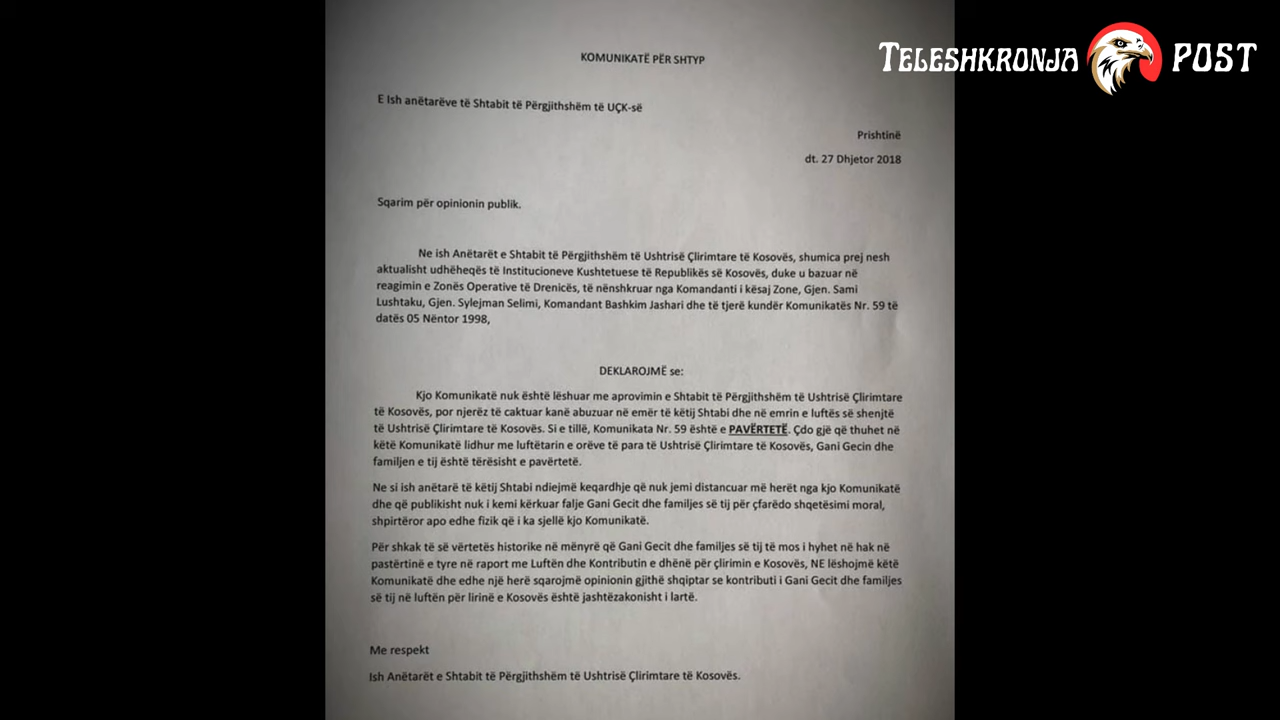 TELESHKRONJA POST
KOMUNIKATË PËR SHTYP
E Ish anëtarëve të Shtabit të Përgjithshëm të UÇK-së
Prishtinë
dt. 27 Dhjetor 2018
Sqarim për opinionin publik.
Ne ish Anëtarët e Shtabit të Përgjithshëm të Ushtrisë Çlirimtare të Kosovës, shumica prej nesh
aktualisht udhëheqës të Institucioneve Kushtetuese të Republikës së Kosovës, duke u bazuar në
reagimin e Zonës Operative të Drenicës, të nënshkruar nga Komandanti i kësaj Zone, Gjen. Sami
Lushtaku, Gjen. Sylejman Selimi, Komandant Bashkim Jashari dhe të tjerë kundër Komunikatës Nr. 59 të
datës 05 Nëntor 1998,
DEKLAROJMË se:
Kjo Komunikatë nuk është lëshuar me aprovimin e Shtabit të Përgjithshëm të Ushtrisë Çlirimtare
të Kosovës, por njerëz të caktuar kanë abuzuar në emër të këtij Shtabi dhe në emrin e luftës së shenjtë
të Ushtrisë Çlirimtare të Kosovës. Si e tillë, Komunikata Nr. 59 është e PAVËRTETË. Çdo gjë që thuhet në
këtë Komunikatë lidhur me luftëtarin e orëve të para të Ushtrisë Çlirimtare të Kosovës, Gani Gecin dhe
familjen e tij është tërësisht e pavërtetë.
Ne si ish anëtarë të këtij Shtabi ndiejmë keqardhje që nuk jemi distancuar më herët nga kjo Komunikatë
dhe që publikisht nuk i kemi kërkuar falje Gani Gecit dhe familjes së tij për çfarëdo shqetësimi moral,
shpirtëror apo edhe fizik që i ka sjellë kjo Komunikatë.
Për shkak të së vërtetës historike në mënyrë që Gani Gecit dhe familjes së tij të mos i hyhet në hak në
pastërtinë e tyre në raport me Luftën dhe Kontributin e dhënë për çlirimin e Kosovës, NE lëshojmë këtë
Komunikatë dhe edhe një herë sqarojmë opinionin gjithë shqiptar se kontributi i Gani Gecit dhe familjes
së tij në luftën për lirinë e Kosovës është jashtëzakonisht i lartë.
Me respekt
Ish Anëtarët e Shtabit të Përgjithshëm të Ushtrisë Çlirimtare të Kosovës.